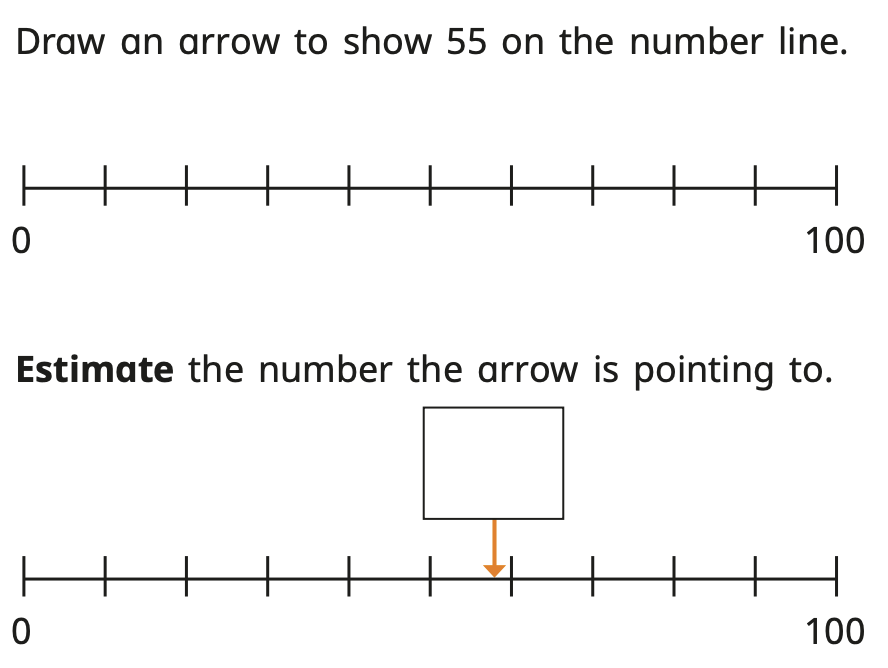 Draw an arrow to show 55 on the number line.
0 100
Estimate the number the arrow is pointing to.
0 100